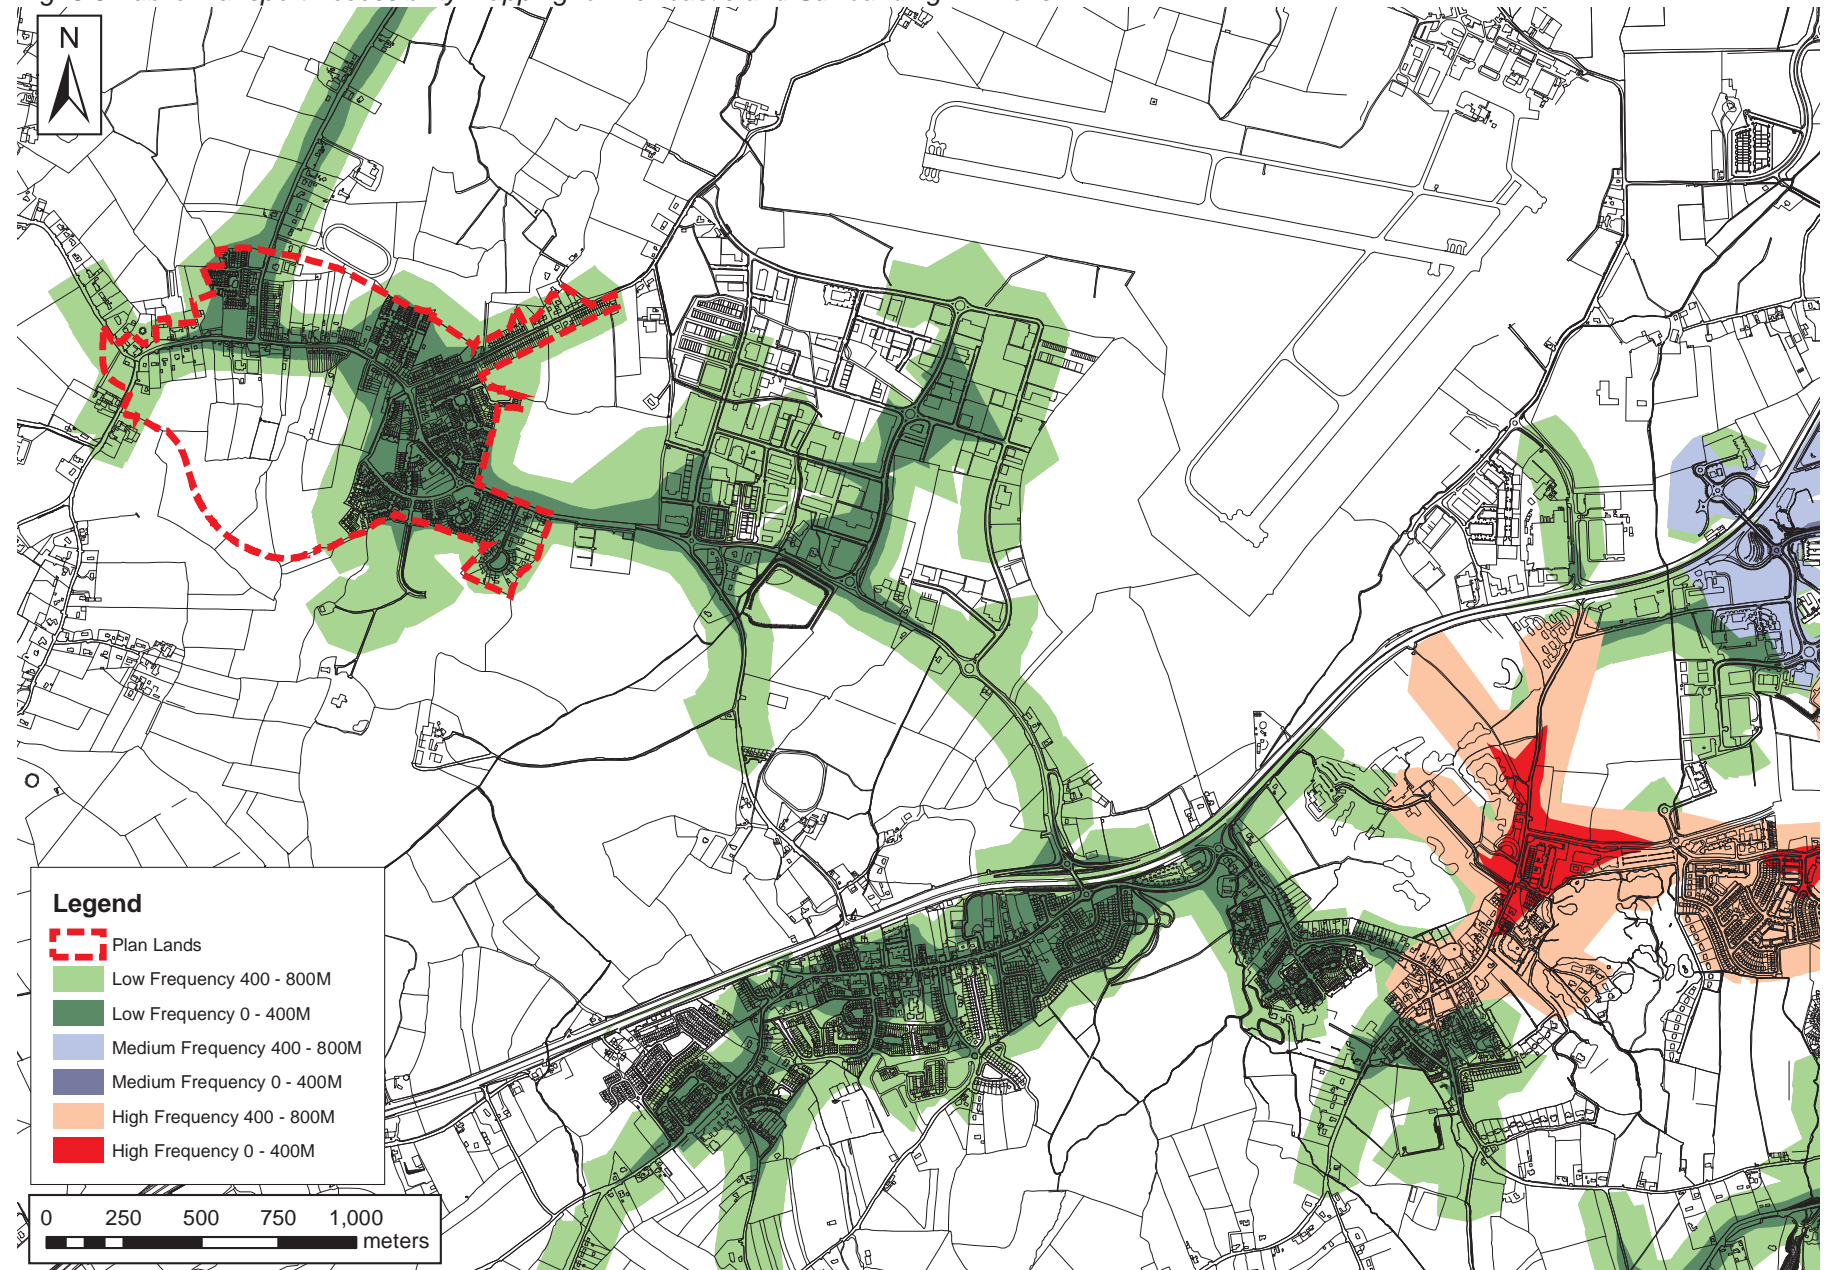 N
Legend
Plan Lands
Low Frequency 400 - 800M
Low Frequency 0 - 400M
Medium Frequency 400 - 800M
Medium Frequency 0 - 400M
High Frequency 400 - 800M
High Frequency 0 - 400M
0 250 500 750 1,000
meters